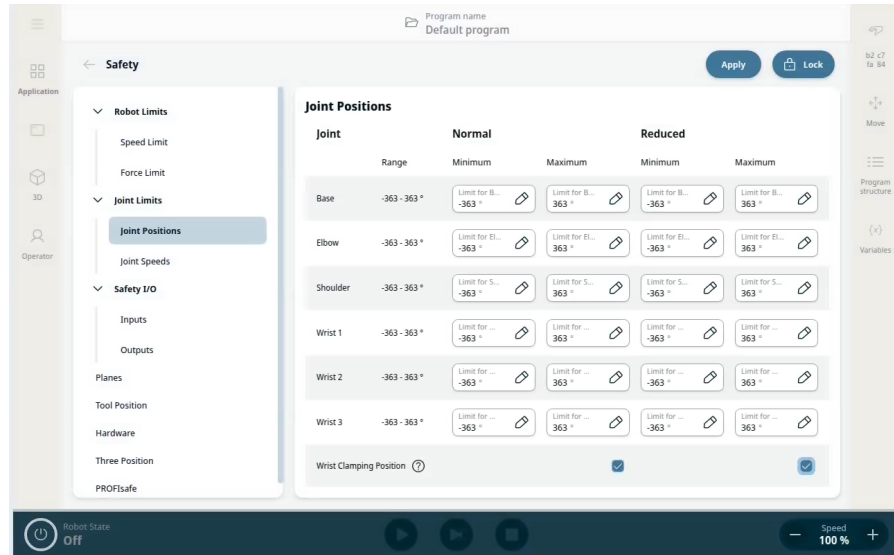 Program name
Default program
Safety
Apply
Lock
b2 c7
fa 84
Application
Move
3D
Program
structure
Operator
{x}
Variables
Robot Limits
Speed Limit
Force Limit
Joint Limits
Joint Positions
Joint Speeds
Safety I/O
Inputs
Outputs
Planes
Tool Position
Hardware
Three Position
PROFIsafe
Joint Positions
Joint Normal Reduced
Range Minimum Maximum Minimum Maximum
Limit for B... Limit for B... Limit for B... Limit for B...
Base -363 - 363 ° -363 ° 363 ° -363 ° 363 °
Limit for El... Limit for El... Limit for El... Limit for El...
Elbow -363 - 363 ° -363 ° 363 ° -363 ° 363 °
Limit for S... Limit for S... Limit for S... Limit for S...
Shoulder -363 - 363 ° -363 ° 363 ° -363 ° 363 °
Limit for ... Limit for ... Limit for ... Limit for ...
Wrist 1 -363 - 363 ° -363 ° 363 ° -363 ° 363 °
Limit for ... Limit for ... Limit for ... Limit for ...
Wrist 2 -363 - 363 ° -363 ° 363 ° -363 ° 363 °
Limit for ... Limit for ... Limit for ... Limit for ...
Wrist 3 -363 - 363 ° -363 ° 363 ° -363 ° 363 °
Wrist Clamping Position ?
Robot State
Off
Speed
100 %